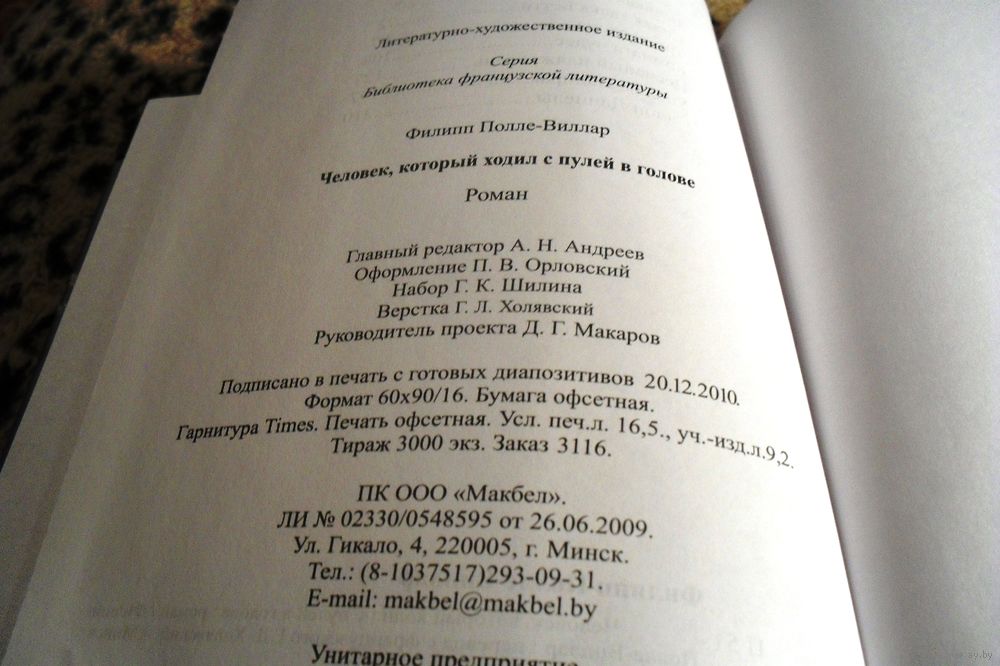 Литературно-художественное издание
Серия
Библиотека французской литературы
Филипп Полле-Виллар
Человек, который ходил с пулей в голове
Роман
Главный редактор А. Н. Андреев
Оформление П. В. Орловский
Набор Г. К. Шилина
Верстка Г. Л. Холявский
Руководитель проекта Д. Г. Макаров
Подписано в печать с готовых диапозитивов 20.12.2010.
Формат 60x90/16. Бумага офсетная.
Гарнитура Times. Печать офсетная. Усл. печ.л. 16,5., уч.-изд.л.9,2.
Тираж 3000 экз. Заказ 3116.
ПК ООО «Макбел».
ЛИ № 02330/0548595 от 26.06.2009.
Ул. Гикало, 4, 220005, г. Минск.
Тел.: (8-1037517)293-09-31.
E-mail: makbel@makbel.by
Унитарное предприятие